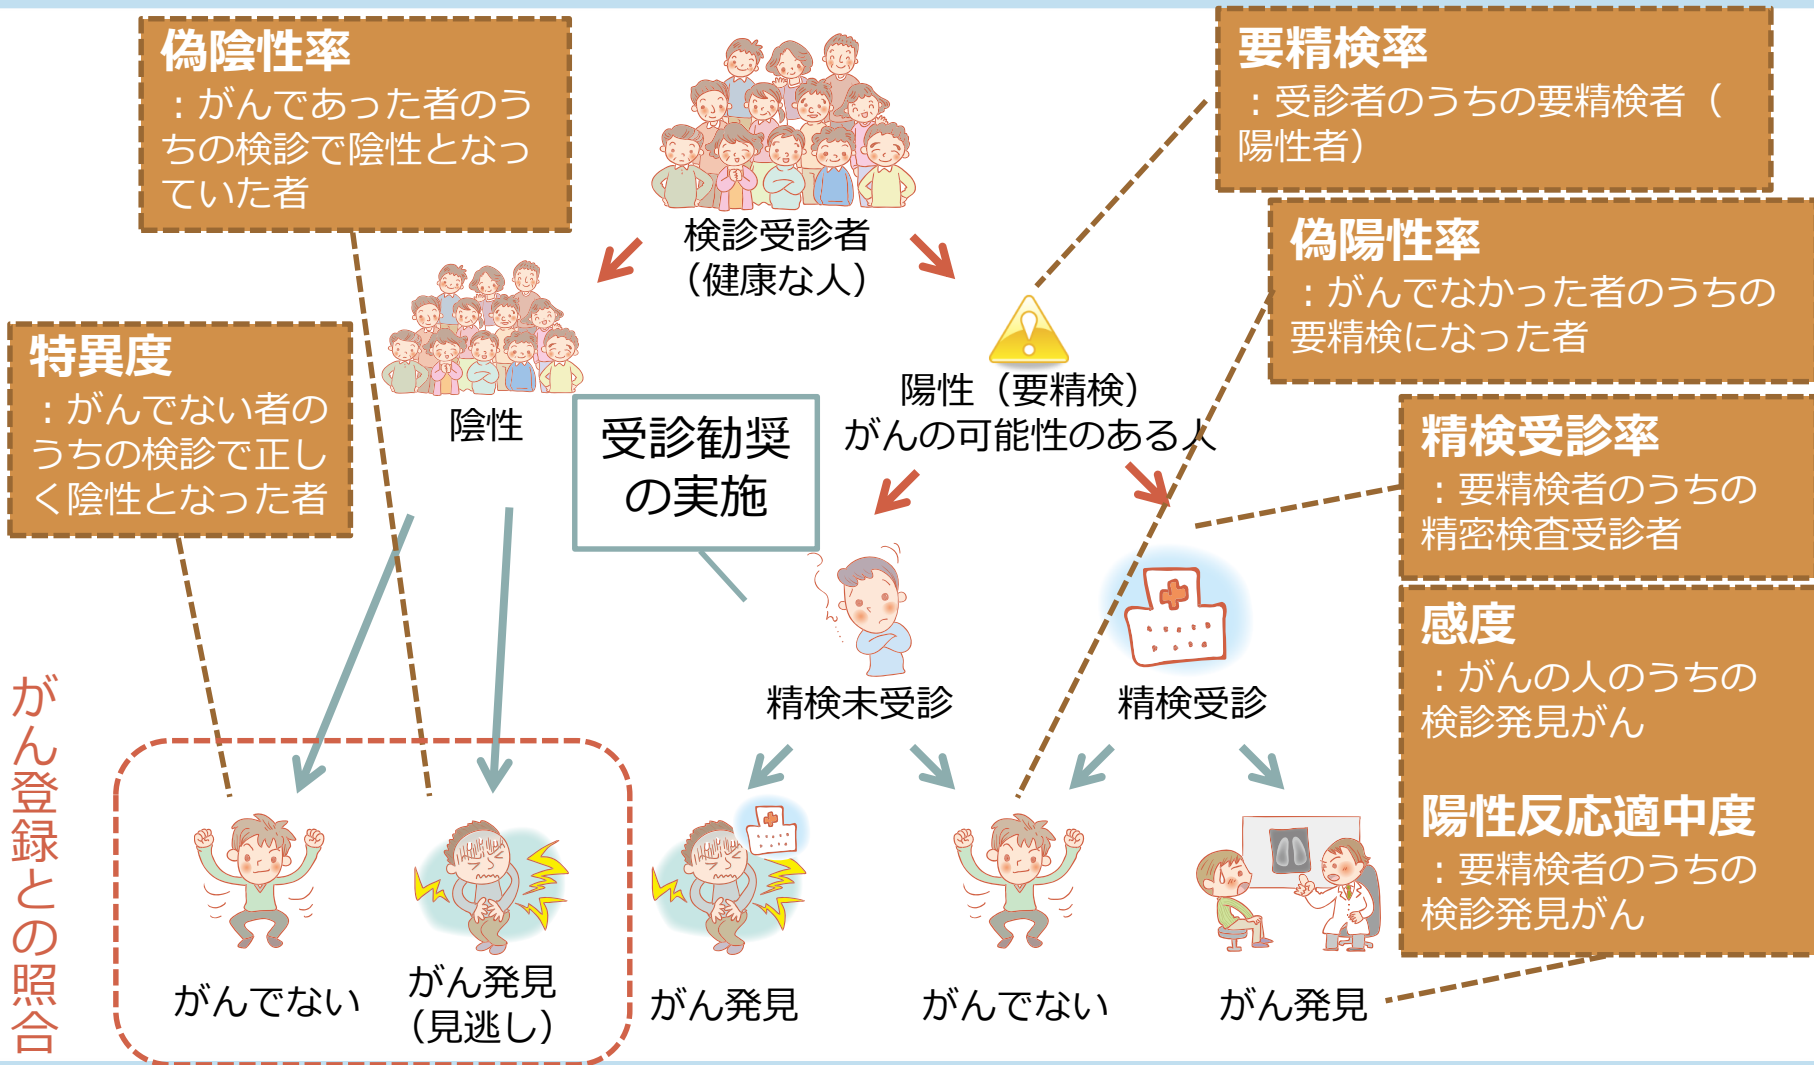 偽陰性率
：がんであった者のう
ちの検診で陰性となっ
ていた者
検診受診者
（健康な人）
要精検率
：受診者のうちの要精検者（
陽性者）
偽陽性率
：がんでなかった者のうちの
要精検になった者
特異度
：がんでない者の
うちの検診で正し
く陰性となった者
陰性
受診勧奨
の実施
陽性（要精検）
がんの可能性のある人
精検受診率
：要精検者のうちの
精密検査受診者
精検未受診
精検受診
感度
：がんの人のうちの
検診発見がん
陽性反応適中度
：要精検者のうちの
検診発見がん
がん登録との照合
がんでない
がん発見
（見逃し）
がん発見
がんでない
がん発見